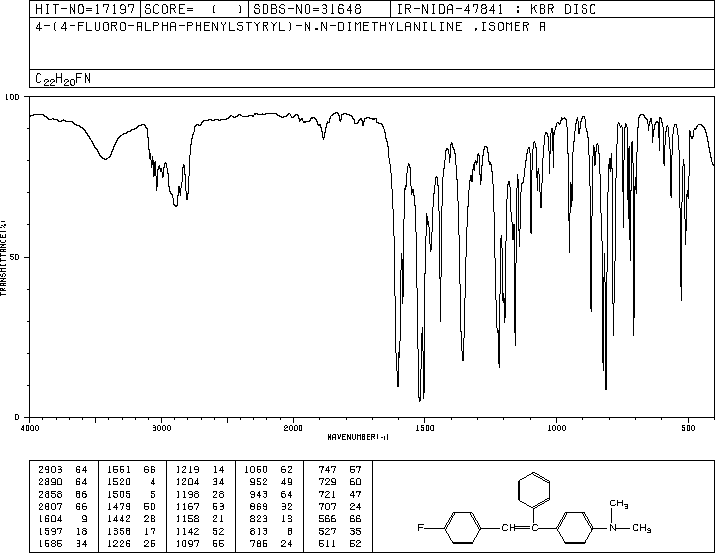 HIT-NO=17197 SCORE= ( ) SDBS-NO=31648 IR-NIDA-47841 : KBR DISC
4-(4-FLUORO-ALPHA-PHENYLSTYRYL)-N,N-DIMETHYLANILINE ,ISOMER A
C22H20FN
100
50
0
TRANSMITTANCE(%)
4000 3000 2000 1500 1000 500
WAVENUMBER(-1)
2903 64 1561 66 1219 14 1060 62 747 57
2890 64 1520 4 1204 34 952 49 729 60
2858 66 1505 5 1198 28 943 64 721 47
2807 66 1479 50 1167 53 869 32 707 24
1604 9 1442 28 1158 21 823 13 566 66
1597 18 1358 17 1142 52 813 8 527 35
1585 34 1226 26 1097 55 786 24 511 52
F
N
CH3
CH3